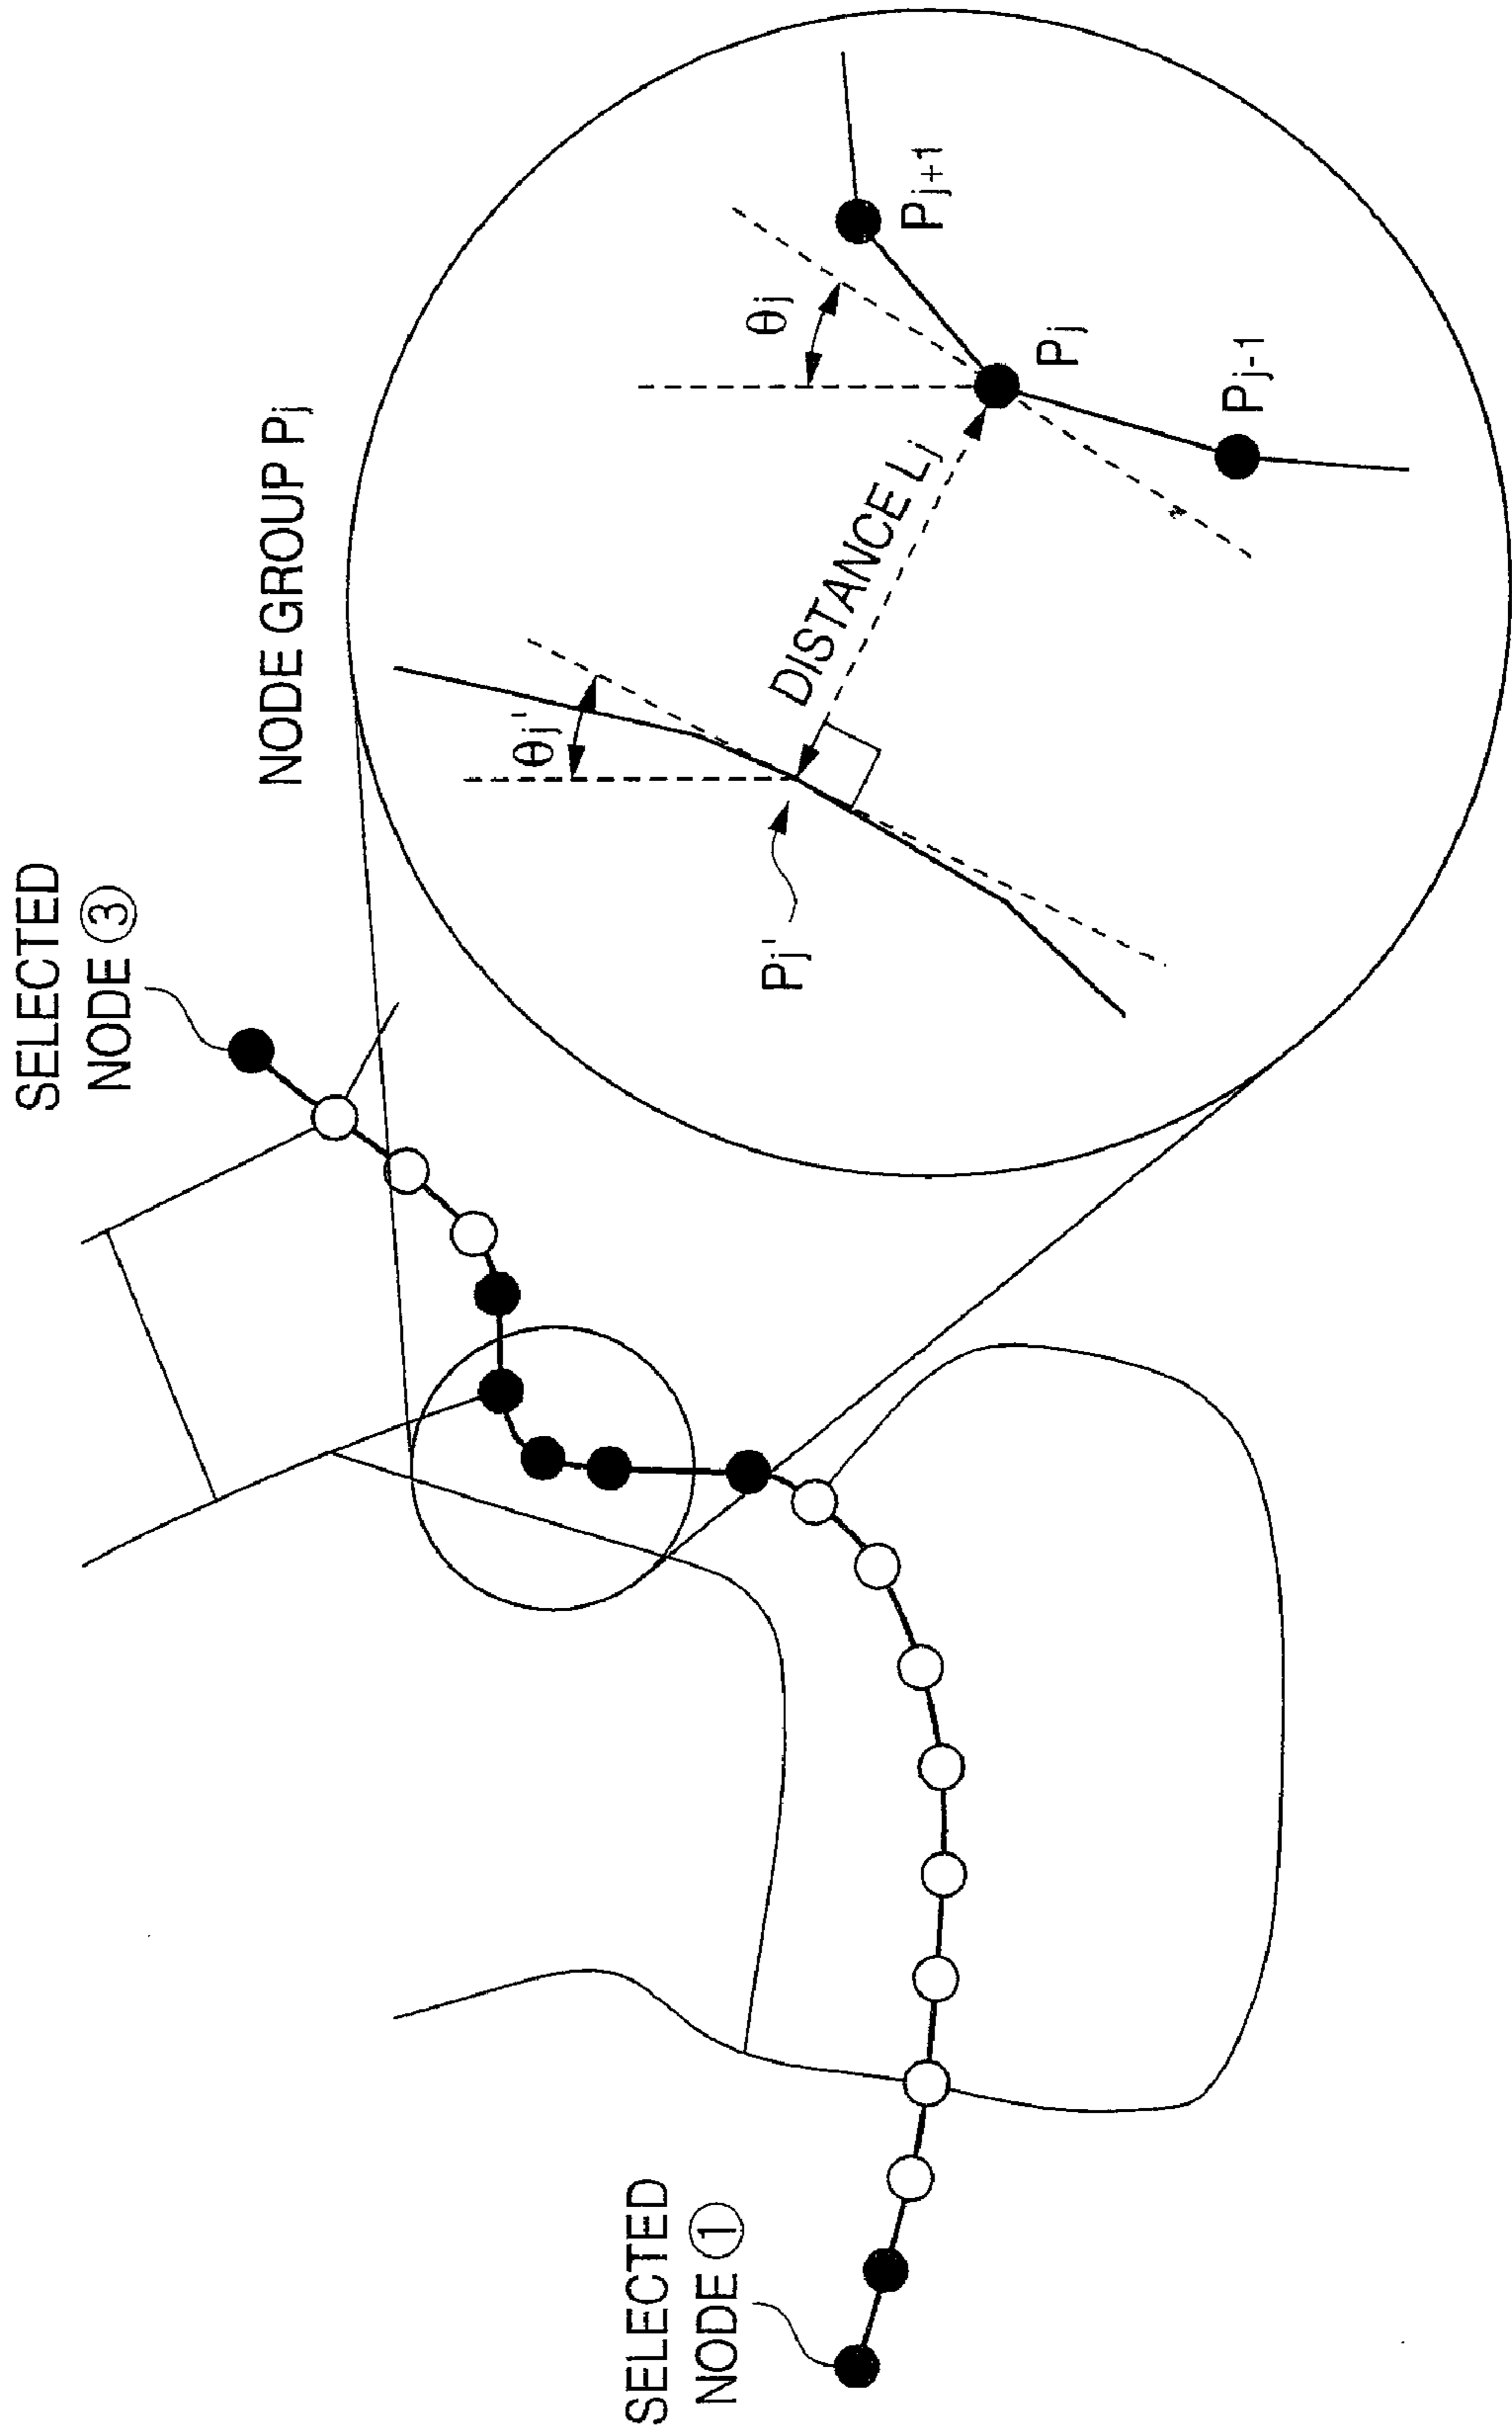 SELECTED
NODE ③
NODE GROUP Pj
θj'
Pj'
DISTANCE Lj
θj
Pj+1
Pj
Pj-1
SELECTED
NODE ①